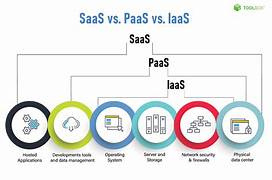 SaaS vs. PaaS vs. IaaS
TOOLBOX
SaaS
PaaS
IaaS
Hosted
Applications
Developments tools
and data management
Operating
System
Server and
Storage
Network security
& firewalls
Physical
data center